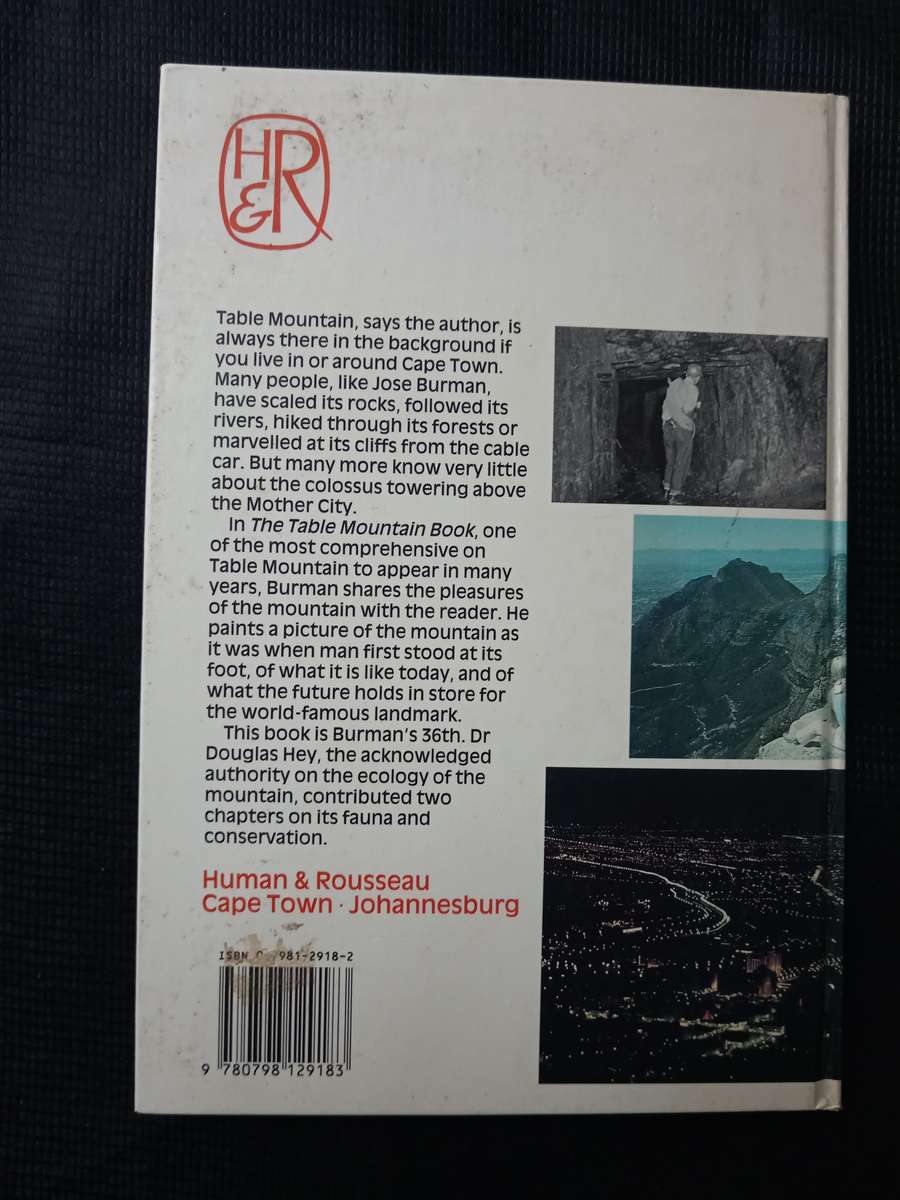 H
&R
Table Mountain, says the author, is
always there in the background if
you live in or around Cape Town.
Many people, like Jose Burman,
have scaled its rocks, followed its
rivers, hiked through its forests or
marvelled at its cliffs from the cable
car. But many more know very little
about the colossus towering above
the Mother City.
In The Table Mountain Book, one
of the most comprehensive on
Table Mountain to appear in many
years, Burman shares the pleasures
of the mountain with the reader. He
paints a picture of the mountain as
it was when man first stood at its
foot, of what it is like today, and of
what the future holds in store for
the world-famous landmark.
This book is Burman's 36th. Dr
Douglas Hey, the acknowledged
authority on the ecology of the
mountain, contributed two
chapters on its fauna and
conservation.
Human & Rousseau
Cape Town · Johannesburg
ISBN 981-2918-2
9 780798 129183